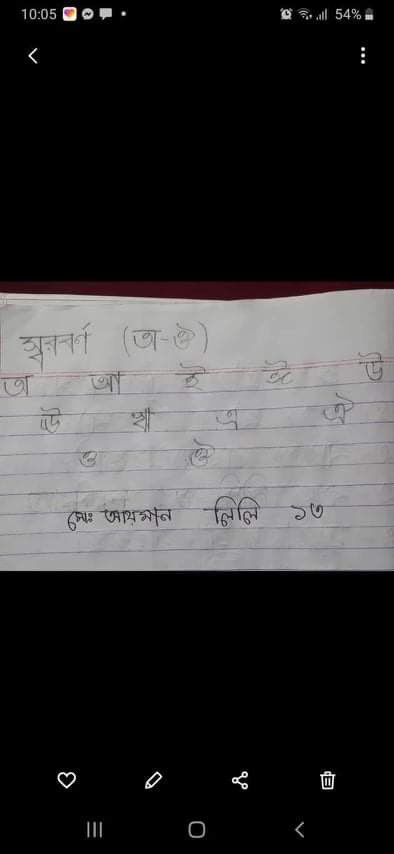 10:05 54%
স্বরবর্ণ (অ-ঔ)
অ আ ই ঈ উ
ঊ ঋ এ ঐ
ও ঔ
মোঃ আয়মান লিলি ১৩